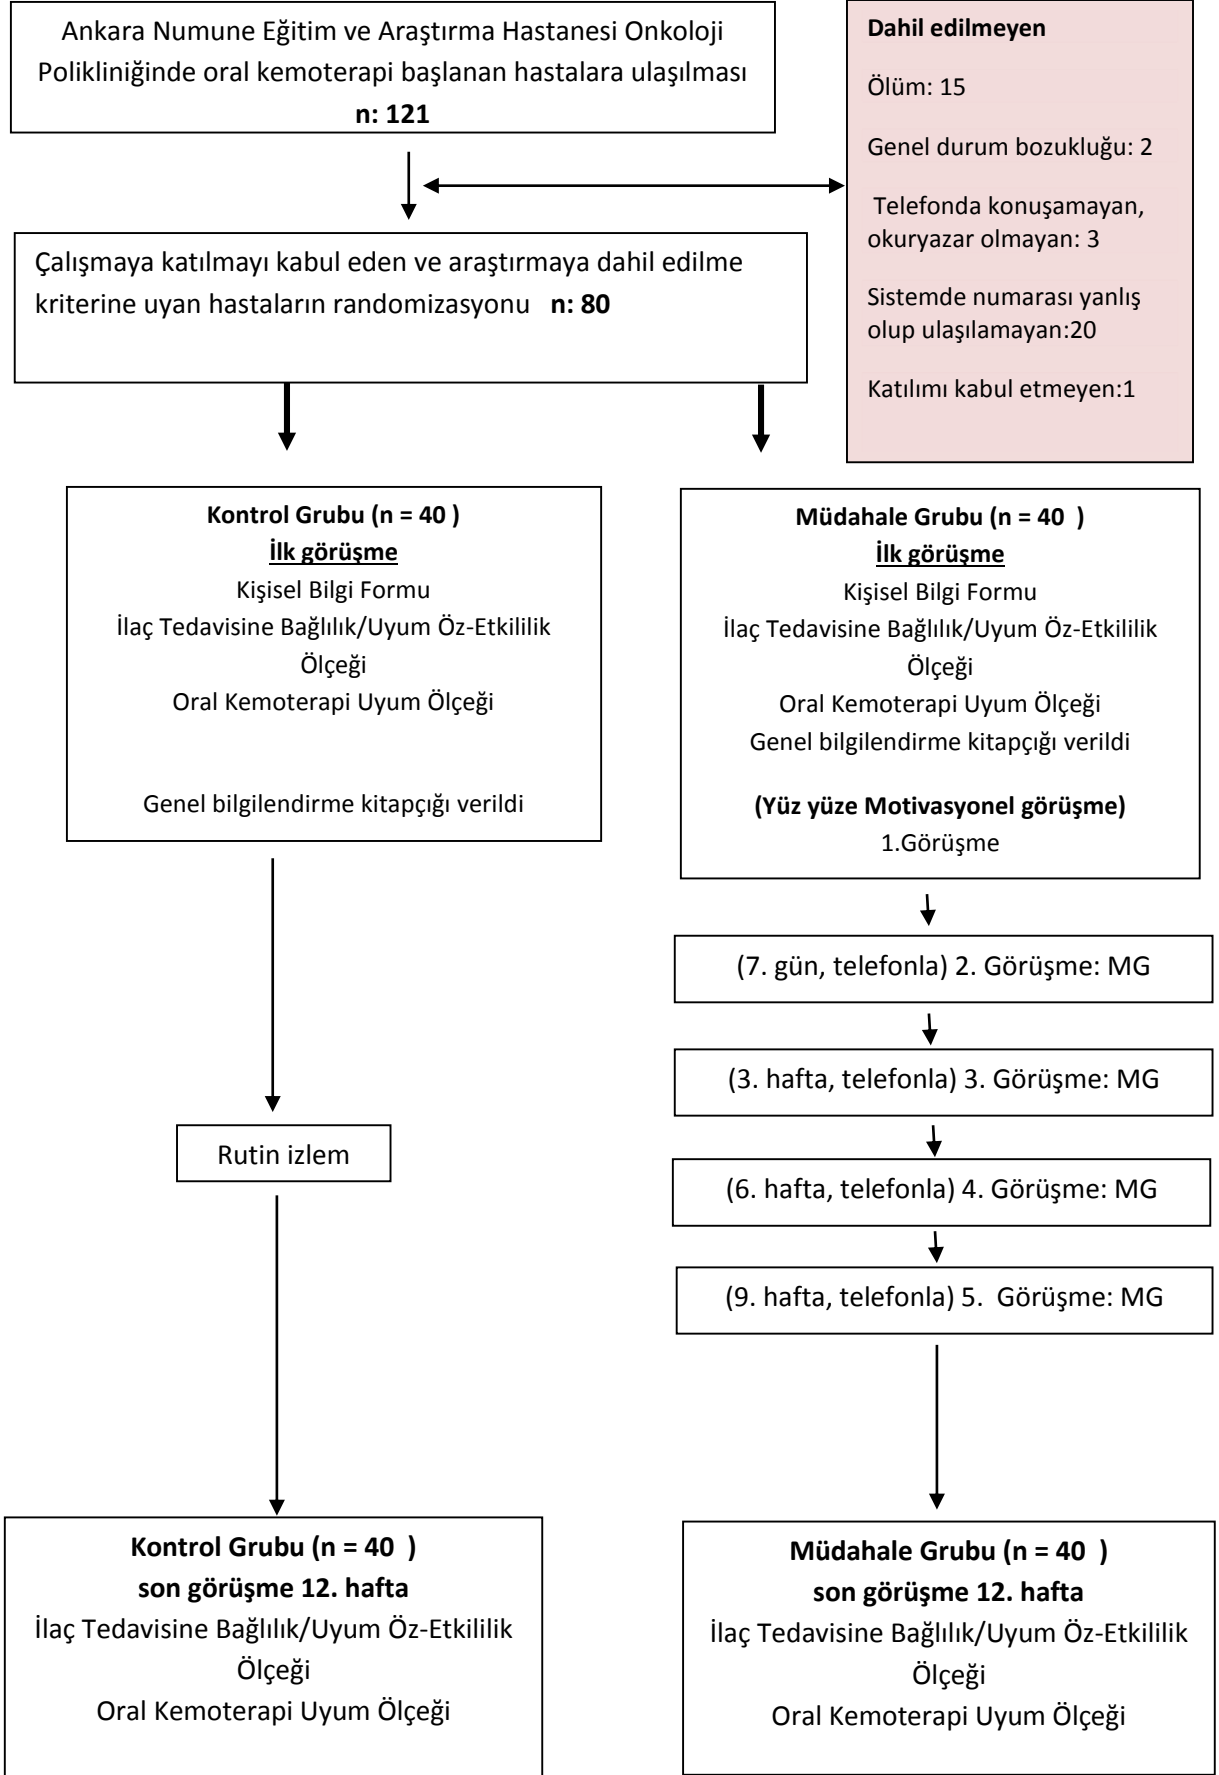 Ankara Numune Eğitim ve Araştırma Hastanesi Onkoloji
Polikliniğinde oral kemoterapi başlanan hastalara ulaşılması
n: 121
Dahil edilmeyen
Ölüm: 15
Genel durum bozukluğu: 2
Telefonda konuşamayan,
okuryazar olmayan: 3
Sistemde numarası yanlış
olup ulaşılamayan:20
Katılımı kabul etmeyen:1
Çalışmaya katılmayı kabul eden ve araştırmaya dahil edilme
kriterine uyan hastaların randomizasyonu n: 80
Kontrol Grubu (n = 40 )
İlk görüşme
Kişisel Bilgi Formu
İlaç Tedavisine Bağlılık/Uyum Öz-Etkililik
Ölçeği
Oral Kemoterapi Uyum Ölçeği
Genel bilgilendirme kitapçığı verildi
Müdahale Grubu (n = 40 )
İlk görüşme
Kişisel Bilgi Formu
İlaç Tedavisine Bağlılık/Uyum Öz-Etkililik
Ölçeği
Oral Kemoterapi Uyum Ölçeği
Genel bilgilendirme kitapçığı verildi
(Yüz yüze Motivasyonel görüşme)
1.Görüşme
(7. gün, telefonla) 2. Görüşme: MG
(3. hafta, telefonla) 3. Görüşme: MG
Rutin izlem
(6. hafta, telefonla) 4. Görüşme: MG
(9. hafta, telefonla) 5. Görüşme: MG
Kontrol Grubu (n = 40 )
son görüşme 12. hafta
İlaç Tedavisine Bağlılık/Uyum Öz-Etkililik
Ölçeği
Oral Kemoterapi Uyum Ölçeği
Müdahale Grubu (n = 40 )
son görüşme 12. hafta
İlaç Tedavisine Bağlılık/Uyum Öz-Etkililik
Ölçeği
Oral Kemoterapi Uyum Ölçeği